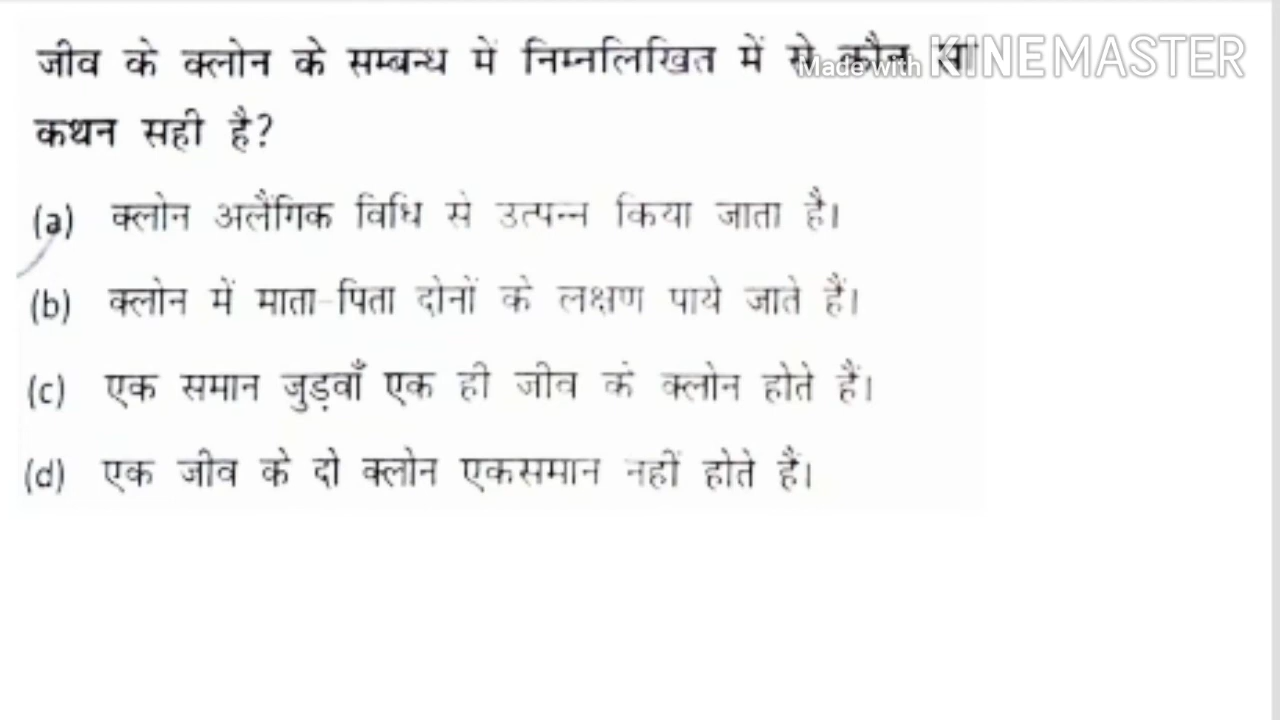 जीव के क्लोन के सम्बन्ध में निम्नलिखित में से कौन सा
Made with KINEMASTER
कथन सही है?
(a) क्लोन अलैंगिक विधि से उत्पन्न किया जाता है।
(b) क्लोन में माता-पिता दोनों के लक्षण पाये जाते हैं।
(c) एक समान जुड़वाँ एक ही जीव के क्लोन होते हैं।
(d) एक जीव के दो क्लोन एकसमान नहीं होते हैं।